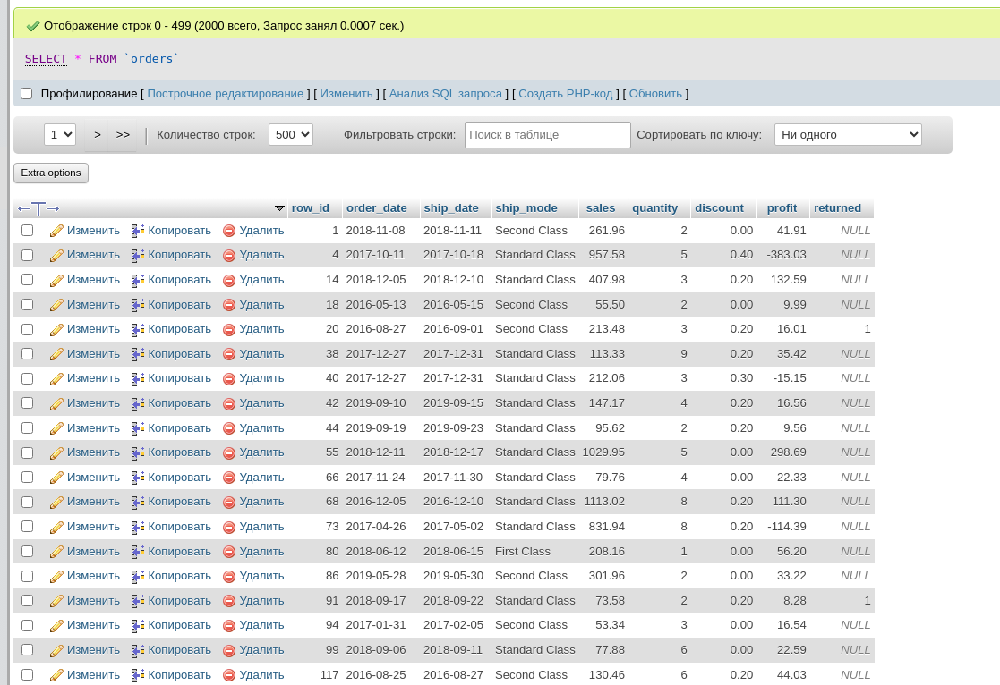 Отображение строк 0 - 499 (2000 всего, Запрос занял 0.0007 сек.)
SELECT * FROM `orders`
Профилирование [ Построчное редактирование ] [ Изменить ] [ Анализ SQL запроса ] [ Создать PHP-код ] [ Обновить ]
1 > >> | Количество строк: 500 Фильтровать строки: Поиск в таблице Сортировать по ключу: Ни одного
Extra options
←T→ row_id order_date ship_date ship_mode sales quantity discount profit returned
Изменить Копировать Удалить 1 2018-11-08 2018-11-11 Second Class 261.96 2 0.00 41.91 NULL
Изменить Копировать Удалить 4 2017-10-11 2017-10-18 Standard Class 957.58 5 0.40 -383.03 NULL
Изменить Копировать Удалить 14 2018-12-05 2018-12-10 Standard Class 407.98 3 0.20 132.59 NULL
Изменить Копировать Удалить 18 2016-05-13 2016-05-15 Second Class 55.50 2 0.00 9.99 NULL
Изменить Копировать Удалить 20 2016-08-27 2016-09-01 Second Class 213.48 3 0.20 16.01 1
Изменить Копировать Удалить 38 2017-12-27 2017-12-31 Standard Class 113.33 9 0.20 35.42 NULL
Изменить Копировать Удалить 40 2017-12-27 2017-12-31 Standard Class 212.06 3 0.30 -15.15 NULL
Изменить Копировать Удалить 42 2019-09-10 2019-09-15 Standard Class 147.17 4 0.20 16.56 NULL
Изменить Копировать Удалить 44 2019-09-19 2019-09-23 Standard Class 95.62 2 0.20 9.56 NULL
Изменить Копировать Удалить 55 2018-12-11 2018-12-17 Standard Class 1029.95 5 0.00 298.69 NULL
Изменить Копировать Удалить 66 2017-11-24 2017-11-30 Standard Class 79.76 4 0.00 22.33 NULL
Изменить Копировать Удалить 68 2016-12-05 2016-12-10 Standard Class 1113.02 8 0.20 111.30 NULL
Изменить Копировать Удалить 73 2017-04-26 2017-05-02 Standard Class 831.94 8 0.20 -114.39 NULL
Изменить Копировать Удалить 80 2018-06-12 2018-06-15 First Class 208.16 1 0.00 56.20 NULL
Изменить Копировать Удалить 86 2019-05-28 2019-05-30 Second Class 301.96 2 0.00 33.22 NULL
Изменить Копировать Удалить 91 2018-09-17 2018-09-22 Standard Class 73.58 2 0.20 8.28 1
Изменить Копировать Удалить 94 2017-01-31 2017-02-05 Second Class 53.34 3 0.00 16.54 NULL
Изменить Копировать Удалить 99 2018-09-06 2018-09-11 Standard Class 77.88 6 0.00 22.59 NULL
Изменить Копировать Удалить 117 2016-08-25 2016-08-27 Second Class 130.46 6 0.20 44.03 NULL